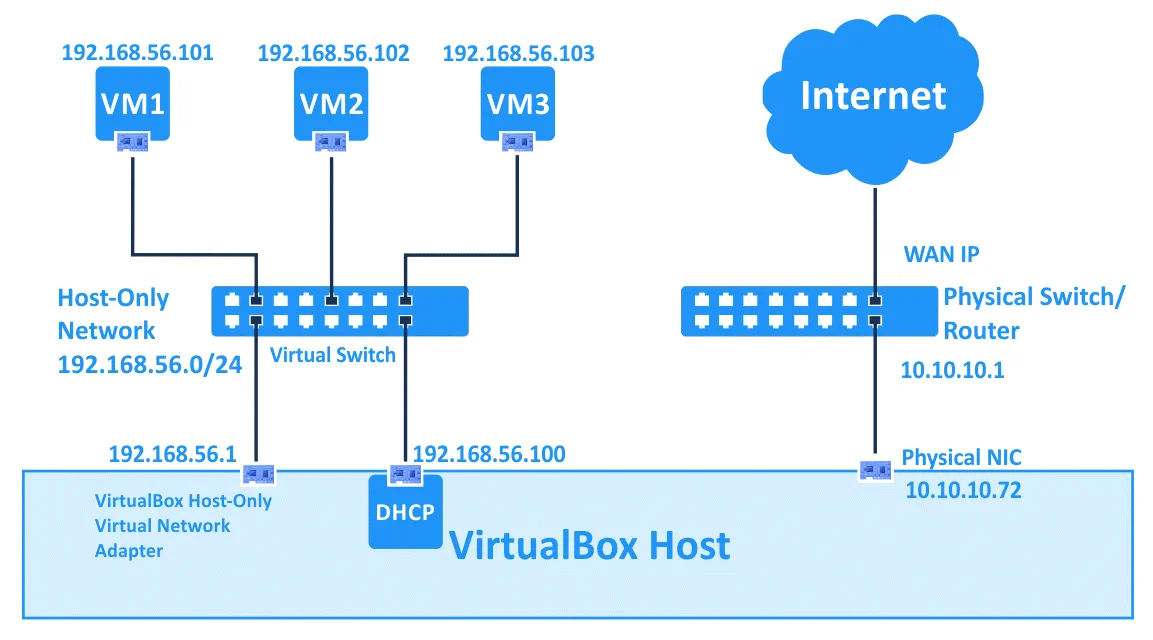 192.168.56.101
192.168.56.102
192.168.56.103
VM1
VM2
VM3
Internet
WAN IP
Host-Only
Network
192.168.56.0/24
Virtual Switch
Physical Switch/
Router
10.10.10.1
192.168.56.1
192.168.56.100
Physical NIC
10.10.10.72
VirtualBox Host-Only
Virtual Network
Adapter
DHCP
VirtualBox Host